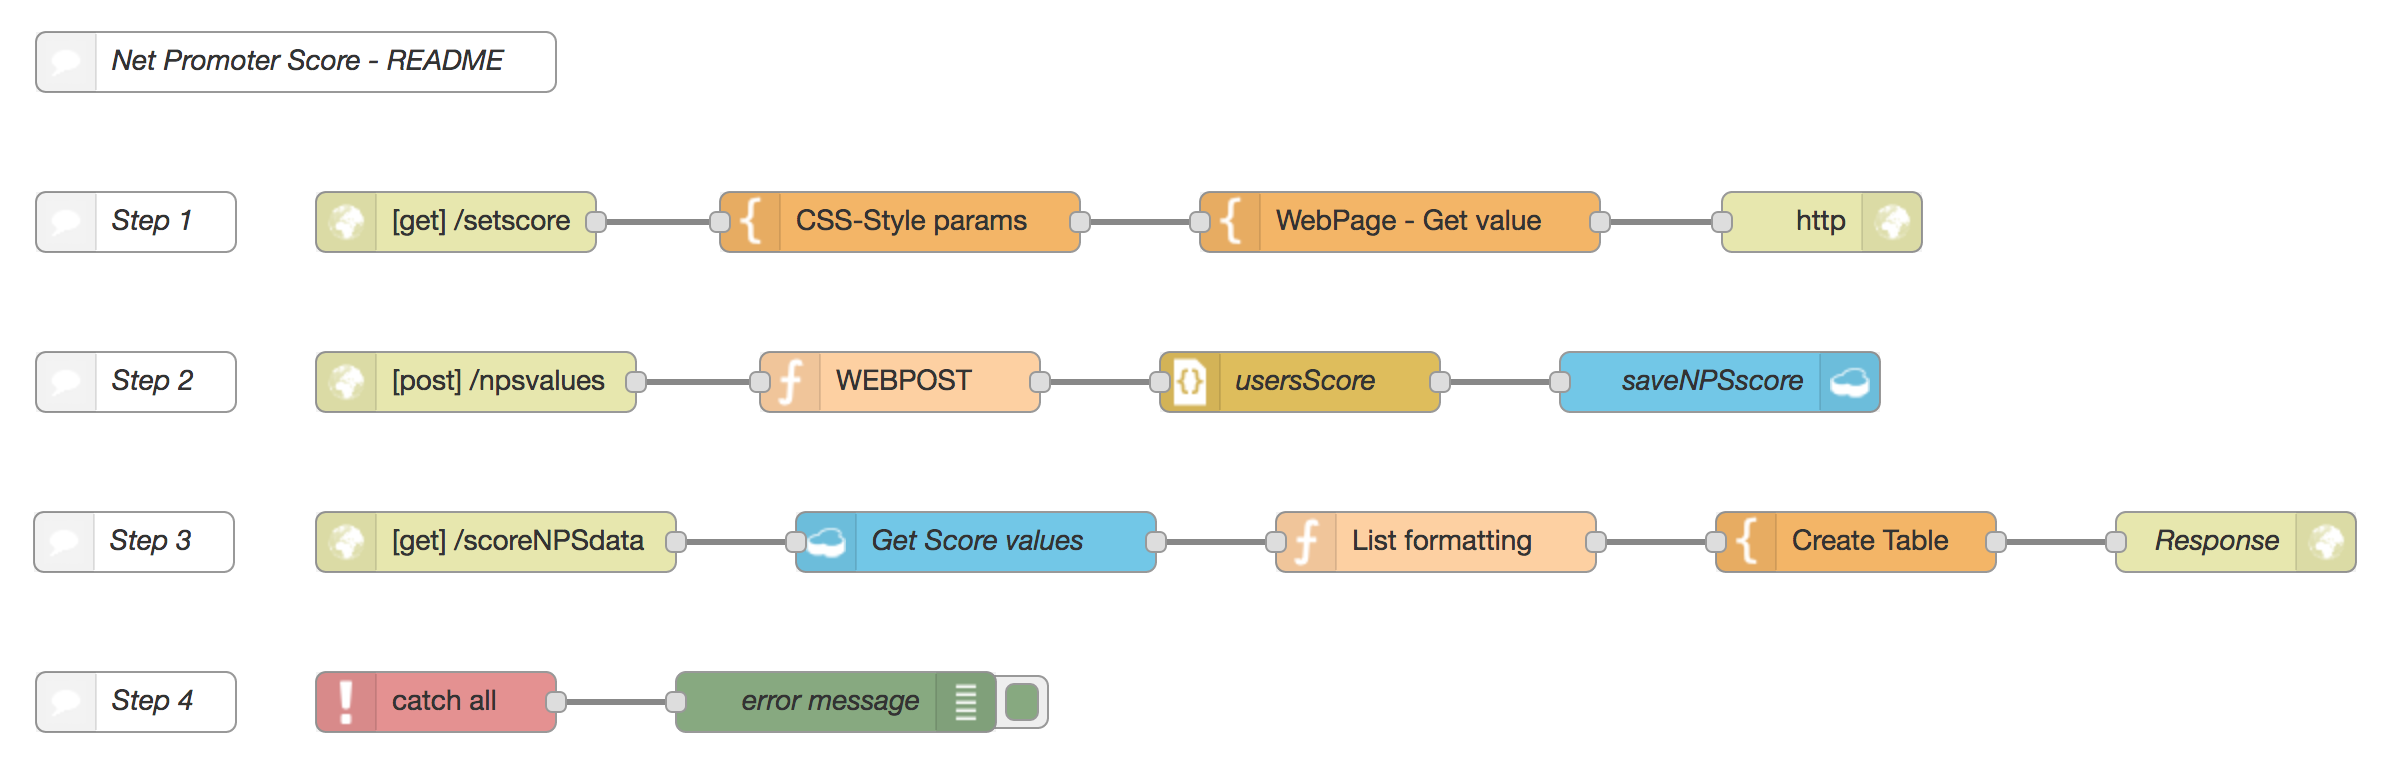 Net Promoter Score - README
Step 1
[get] /setscore
CSS-Style params
WebPage - Get value
http
Step 2
[post] /npsvalues
WEBPOST
usersScore
saveNPSscore
Step 3
[get] /scoreNPSdata
Get Score values
List formatting
Create Table
Response
Step 4
catch all
error message